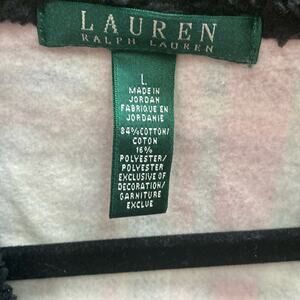 LAUREN
RALPH LAUREN
L
MADE IN
JORDAN
FABRIQUE EN
JORDANIE
84%COTTON/
COTON
16%
POLYESTER/
POLYESTER
EXCLUSIVE OF
DECORATION/
GARNITURE
EXCLUE